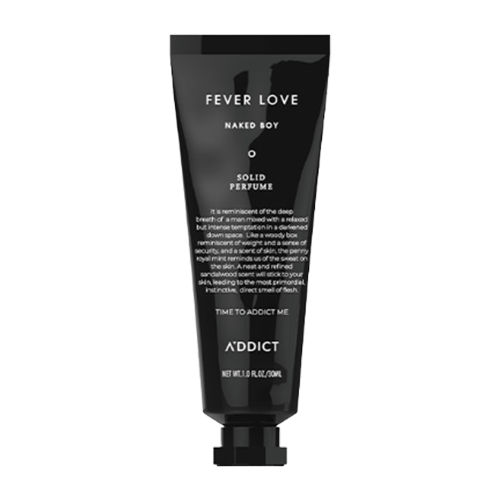 FEVER LOVE
NAKED BOY
SOLID
PERFUME
It is reminiscent of the deep
breath of a man mixed with a relaxed
but intense temptation in a darkened
down space. Like a woody box
reminiscent of weight and a sense of
security, and a scent of skin, the penny
royal mint reminds us of the sweat on
the skin. A neat and refined
sandalwood scent will stick to your
skin, leading to the most primordial,
instinctive, direct smell of flesh.
TIME TO ADDICT ME
A'DDICT
NET WT.1.0 FL.OZ/30ML